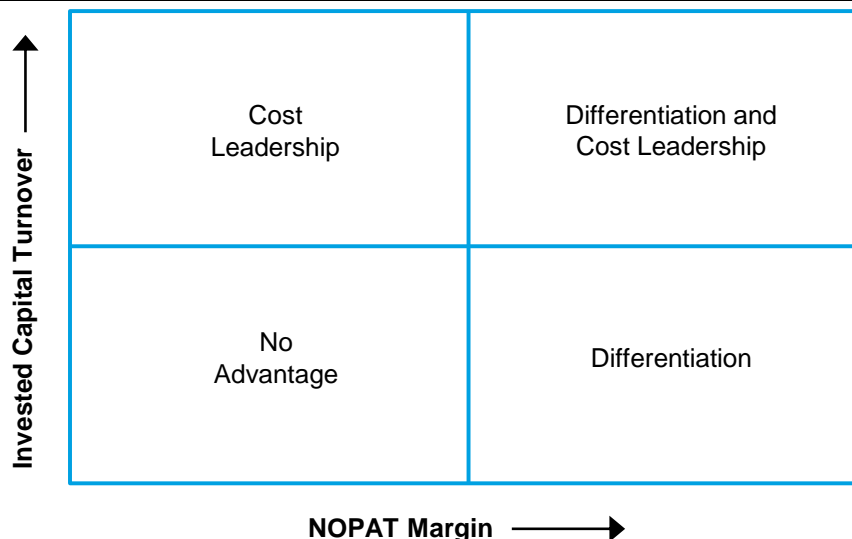 Invested Capital Turnover
Cost
Leadership
Differentiation and
Cost Leadership
No
Advantage
Differentiation
NOPAT Margin